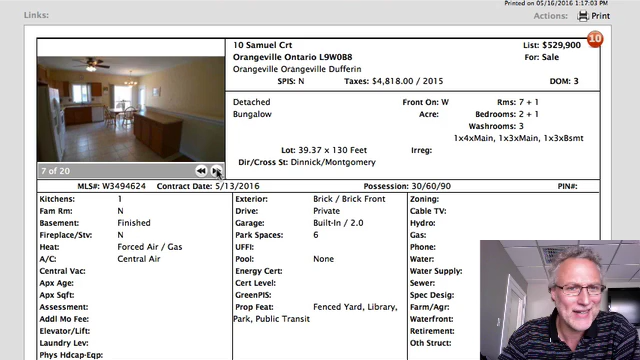 Printed on 05/16/2016 1:17:03 PM
Links:
Actions: Print
10
10 Samuel Crt List: $529,900
Orangeville Ontario L9W0B8 For: Sale
Orangeville Orangeville Dufferin
SPIS: N Taxes: $4,818.00 / 2015 DOM: 3
Detached Front On: W Rms: 7 + 1
Bungalow Acre: Bedrooms: 2 + 1
Washrooms: 3
1x4xMain, 1x3xMain, 1x3xBsmt
Lot: 39.37 x 130 Feet Irreg:
Dir/Cross St: Dinnick/Montgomery
7 of 20
MLS#: W3494624 Contract Date: 5/13/2016 Possession: 30/60/90 PIN#:
Kitchens: 1 Exterior: Brick / Brick Front Zoning:
Fam Rm: N Drive: Private Cable TV:
Basement: Finished Garage: Built-In / 2.0 Hydro:
Fireplace/Stv: N Park Spaces: 6 Gas:
Heat: Forced Air / Gas UFFI: Phone:
A/C: Central Air Pool: None Water:
Central Vac: Energy Cert: Water Supply:
Apx Age: Cert Level: Sewer:
Apx Sqft: GreenPIS: Spec Desig:
Assessment: Prop Feat: Fenced Yard, Library, Farm/Agr:
Addl Mo Fee: Park, Public Transit Waterfront:
Elevator/Lift: Retirement:
Laundry Lev: Oth Struct:
Phys Hdcap-Eqp: